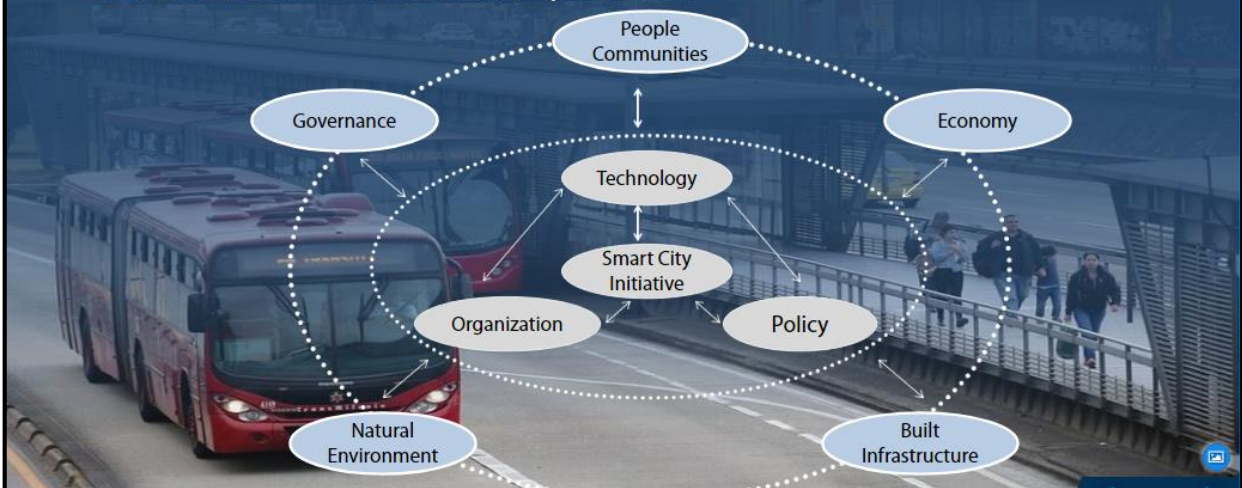 People
Communities
Governance
Economy
Technology
Smart City
Initiative
Organization
Policy
Natural
Environment
Built
Infrastructure